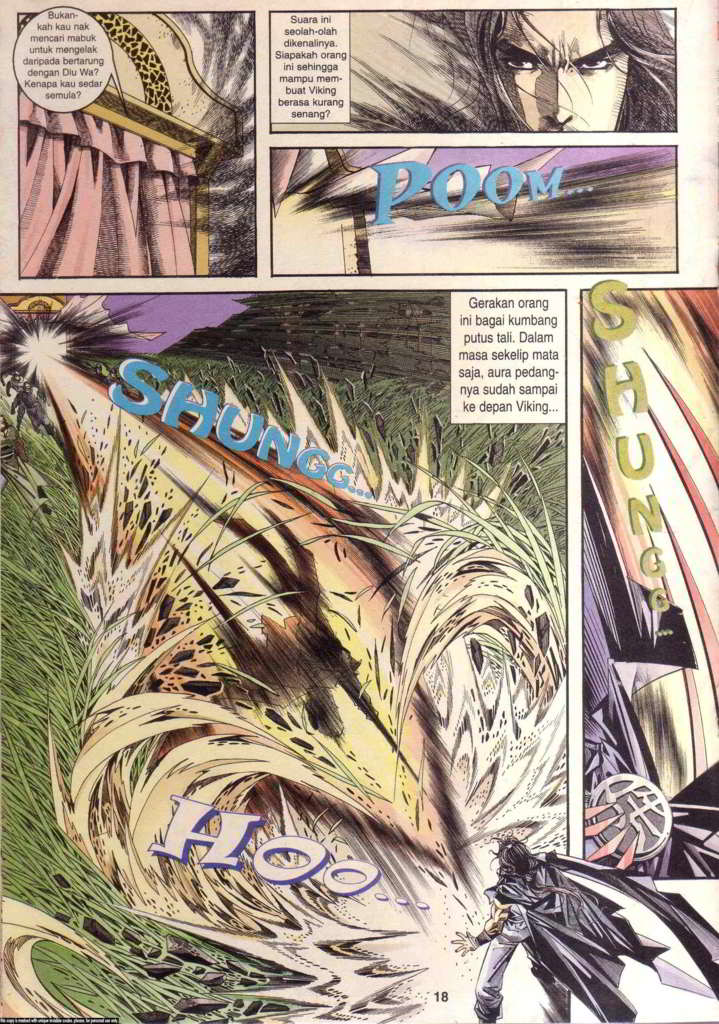 Bukan-
kah kau nak
mencari mabuk
untuk mengelak
daripada bertarung
dengan Diu Wa?
Kenapa kau sedar
semula?
Suara ini
seolah-olah
dikenalinya.
Siapakah orang
ini sehingga
mampu mem-
buat Viking
berasa kurang
senang?
POOM...
Gerakan orang
ini bagai kumbang
putus tali. Dalam
masa sekelip mata
saja, aura pedang-
nya sudah sampai
ke depan Viking...
SHUNGG...
SHUNGG...
HOO...
18